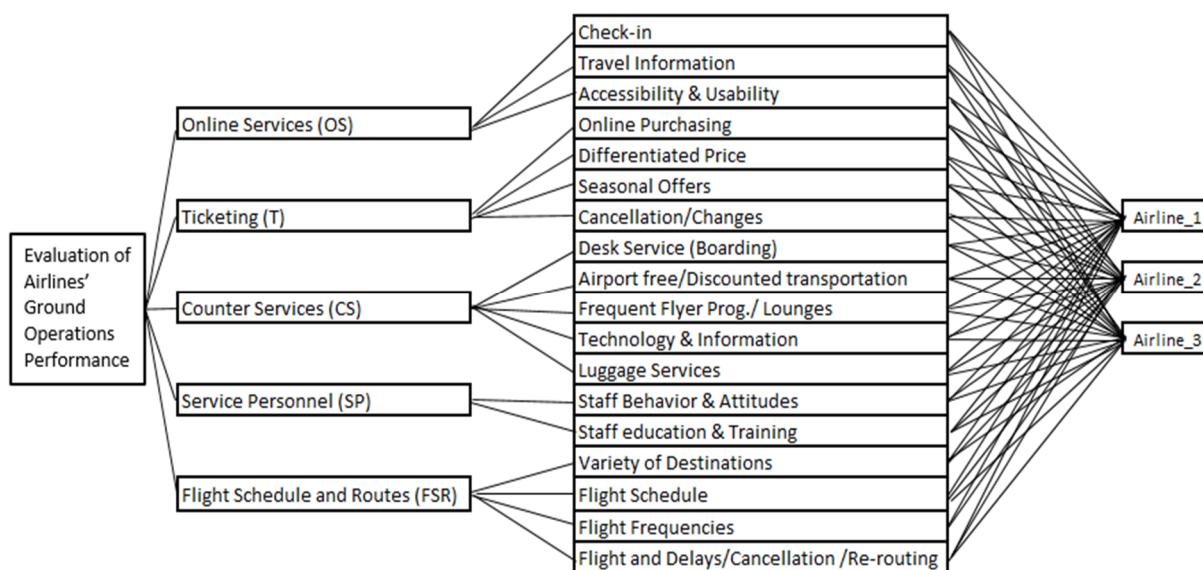 Evaluation of
Airlines'
Ground
Operations
Performance
Online Services (OS)
Ticketing (T)
Counter Services (CS)
Service Personnel (SP)
Flight Schedule and Routes (FSR)
Check-in
Travel Information
Accessibility & Usability
Online Purchasing
Differentiated Price
Seasonal Offers
Cancellation/Changes
Desk Service (Boarding)
Airport free/Discounted transportation
Frequent Flyer Prog./ Lounges
Technology & Information
Luggage Services
Staff Behavior & Attitudes
Staff education & Training
Variety of Destinations
Flight Schedule
Flight Frequencies
Flight and Delays/Cancellation /Re-routing
Airline_1
Airline_2
Airline_3